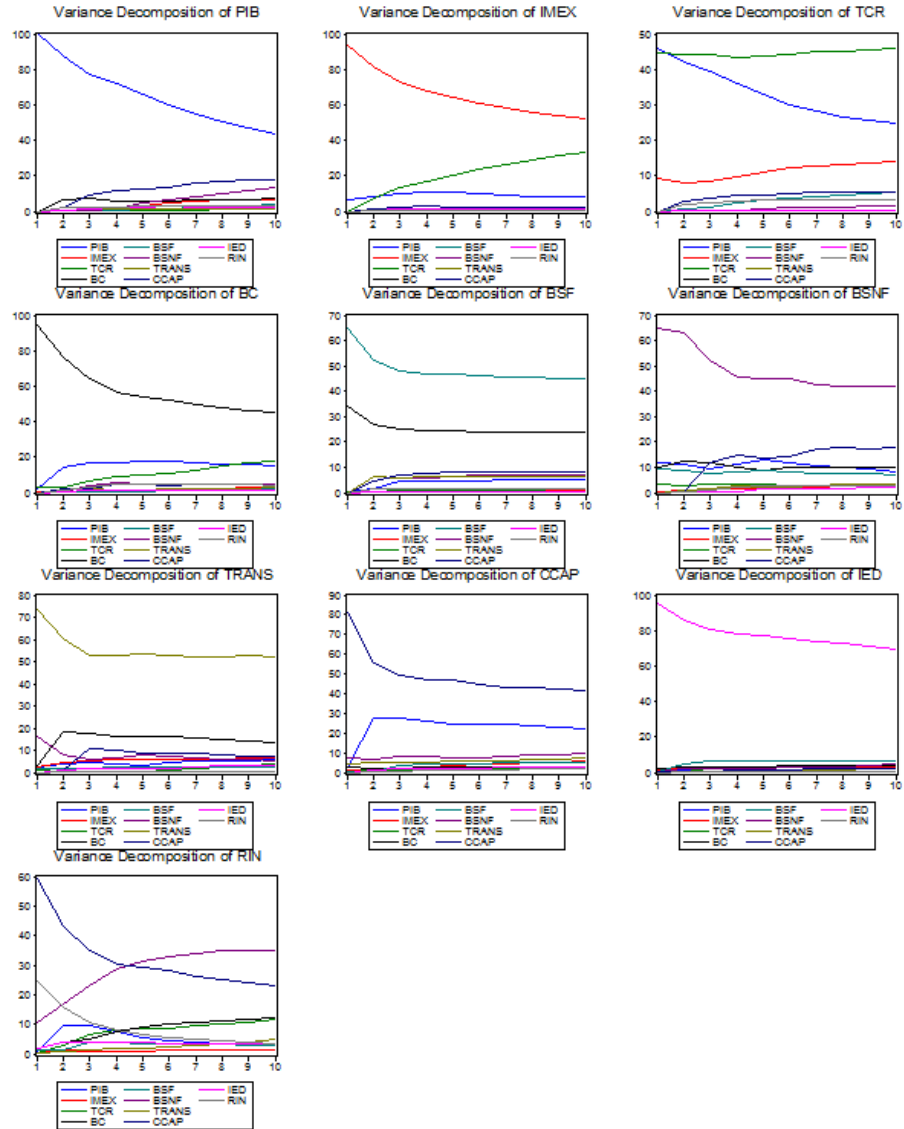 Variance Decomposition of PIB
100
80
60
40
20
0
1 2 3 4 5 6 7 8 9 10
PIB BSF IED
IMEX BSNF RIN
TCR TRANS
BC CCAP
Variance Decomposition of IMEX
100
80
60
40
20
0
1 2 3 4 5 6 7 8 9 10
PIB BSF IED
IMEX BSNF RIN
TCR TRANS
BC CCAP
Variance Decomposition of TCR
50
40
30
20
10
0
1 2 3 4 5 6 7 8 9 10
PIB BSF IED
IMEX BSNF RIN
TCR TRANS
BC CCAP
Variance Decomposition of BC
100
80
60
40
20
0
1 2 3 4 5 6 7 8 9 10
PIB BSF IED
IMEX BSNF RIN
TCR TRANS
BC CCAP
Variance Decomposition of BSF
70
60
50
40
30
20
10
0
1 2 3 4 5 6 7 8 9 10
PIB BSF IED
IMEX BSNF RIN
TCR TRANS
BC CCAP
Variance Decomposition of BSNF
70
60
50
40
30
20
10
0
1 2 3 4 5 6 7 8 9 10
PIB BSF IED
IMEX BSNF RIN
TCR TRANS
BC CCAP
Variance Decomposition of TRANS
80
70
60
50
40
30
20
10
0
1 2 3 4 5 6 7 8 9 10
PIB BSF IED
IMEX BSNF RIN
TCR TRANS
BC CCAP
Variance Decomposition of CCAP
90
80
70
60
50
40
30
20
10
0
1 2 3 4 5 6 7 8 9 10
PIB BSF IED
IMEX BSNF RIN
TCR TRANS
BC CCAP
Variance Decomposition of IED
100
80
60
40
20
0
1 2 3 4 5 6 7 8 9 10
PIB BSF IED
IMEX BSNF RIN
TCR TRANS
BC CCAP
Variance Decomposition of RIN
60
50
40
30
20
10
0
1 2 3 4 5 6 7 8 9 10
PIB BSF IED
IMEX BSNF RIN
TCR TRANS
BC CCAP